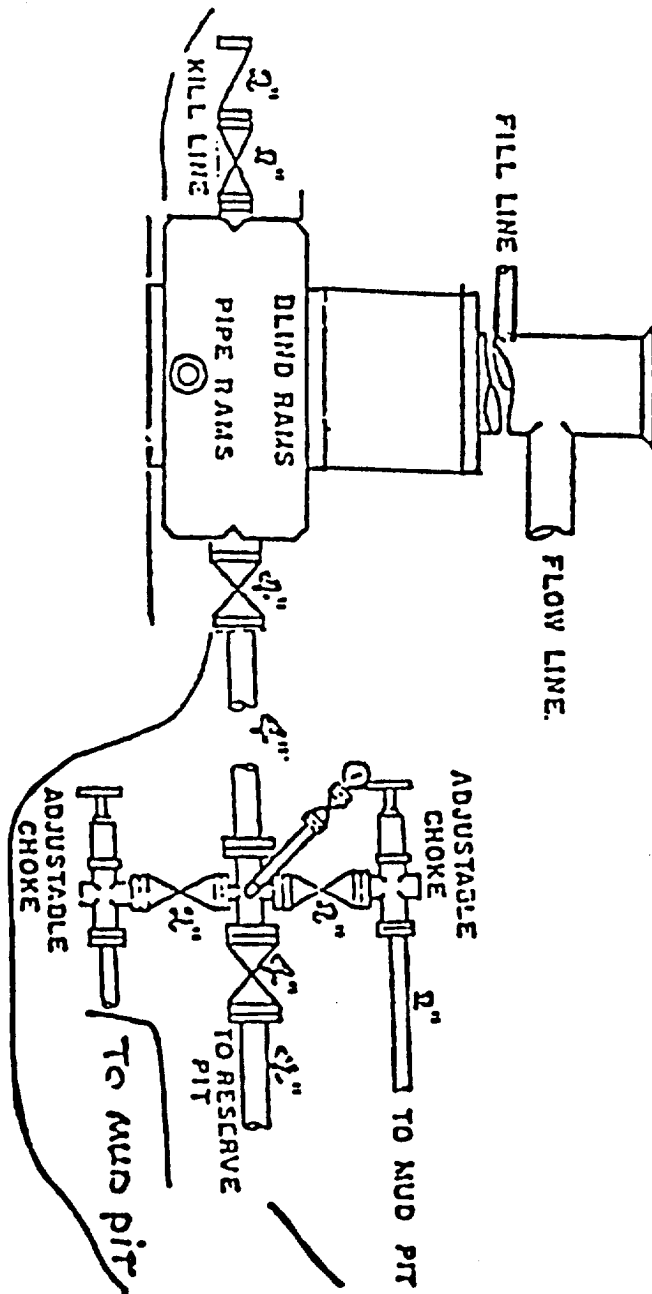 FILL LINE
FLOW LINE.
2"
2"
KILL LINE
BLIND RAMS
PIPE RAMS
4"
4"
ADJUSTABLE
CHOKE
2"
2"
TO MUD PIT
4"
4"
TO RESERVE
PIT
2"
ADJUSTABLE
CHOKE
To MUD pit